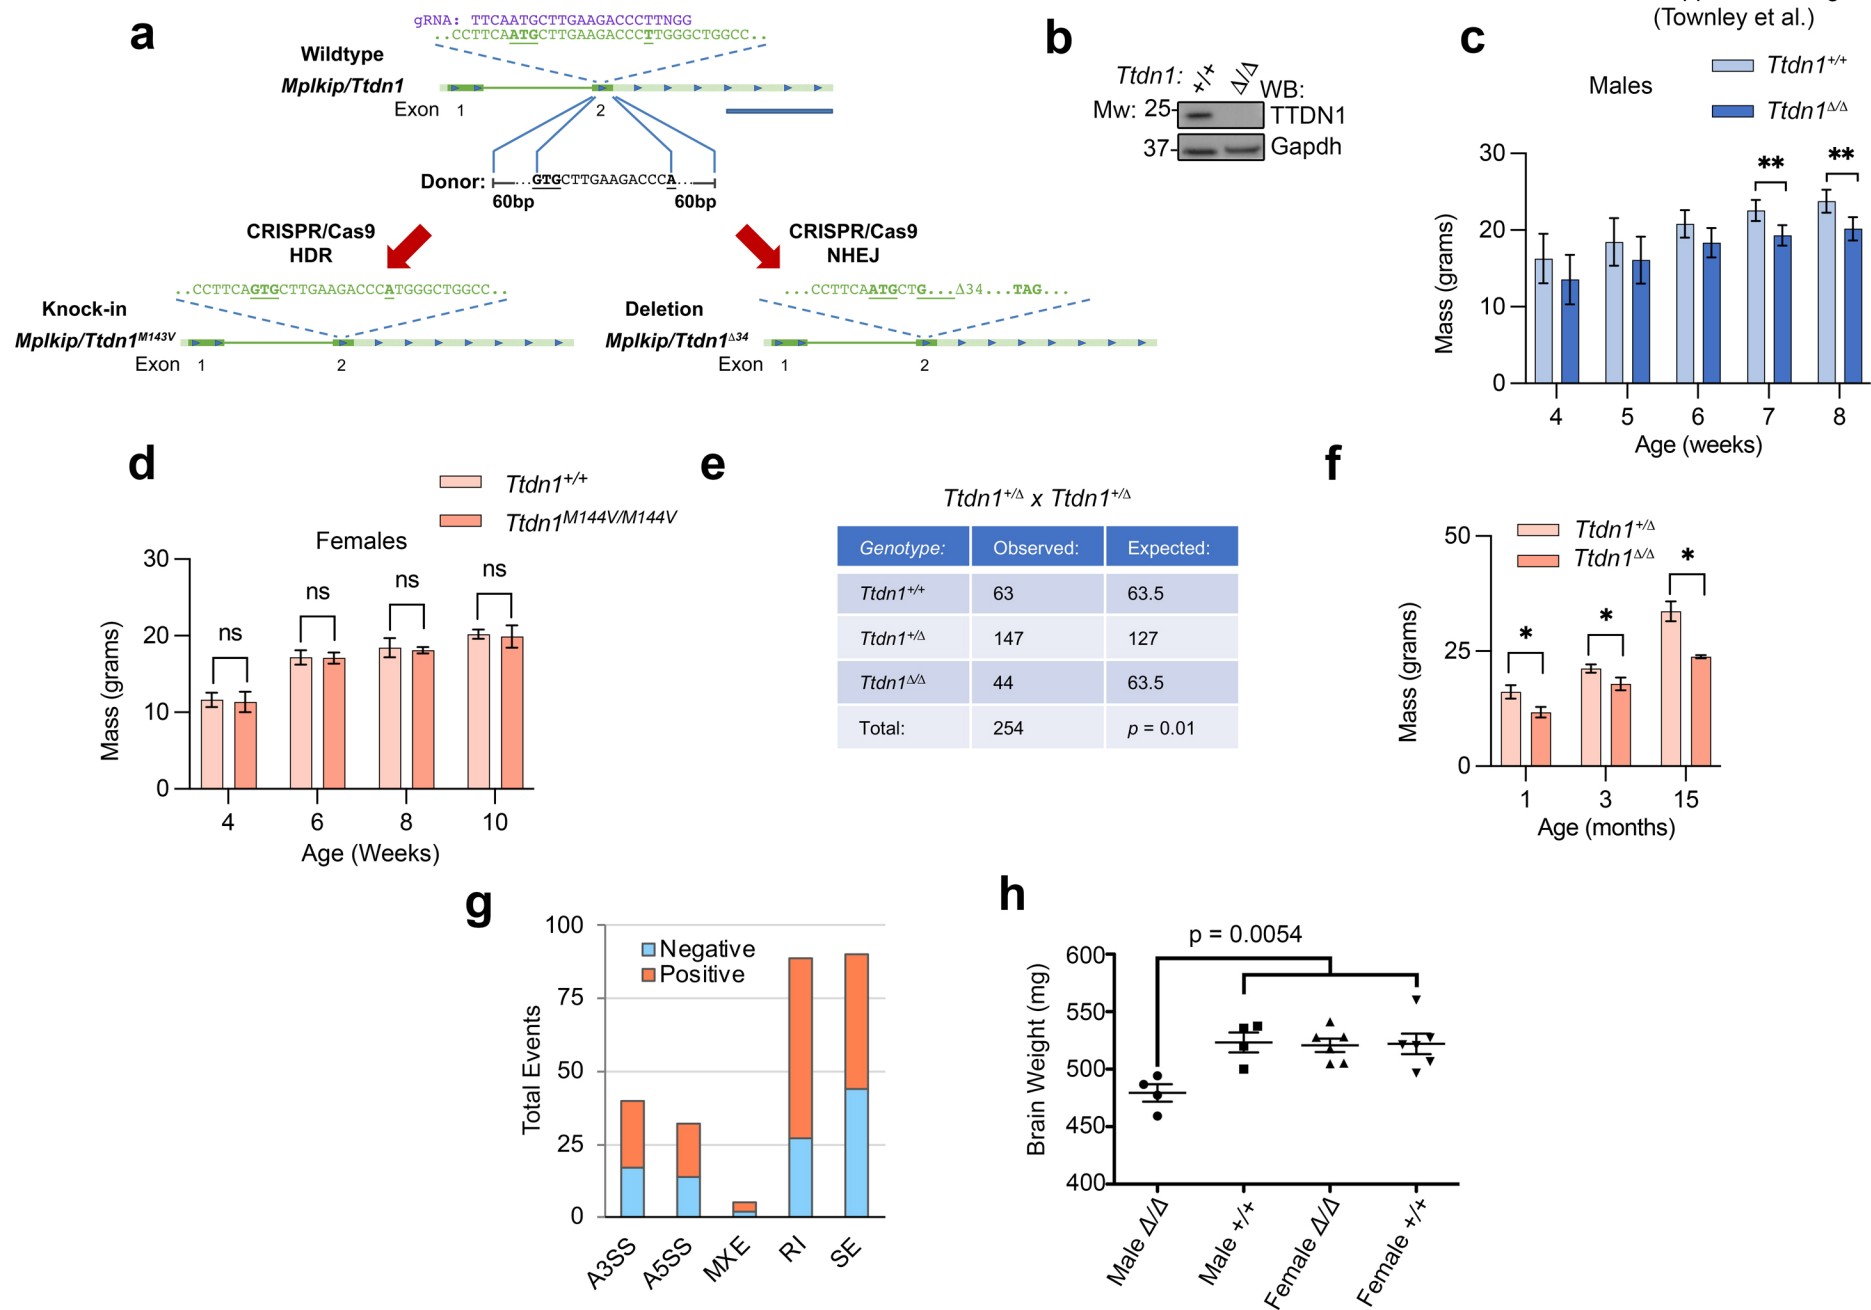 (Townley et al.)
a
gRNA: TTCAATGCTTGAAGACCCTTNGG
..CCTTCAATGCTTGAAGACCCTTGGGCTGGCC..
Wildtype
Mplkip/Ttdn1
Exon 1 2
Donor: ...GTGCTTGAAGACCCA...
60bp 60bp
CRISPR/Cas9
HDR
CRISPR/Cas9
NHEJ
..CCTTCAGTGCTTGAAGACCCATGGGCTGGCC..
Knock-in
Mplkip/Ttdn1M143V
Exon 1 2
...CCTTCAATGCTG...Δ34...TAG...
Deletion
Mplkip/Ttdn1Δ34
Exon 1 2
b
Ttdn1: +/+ Δ/Δ
WB:
Mw: 25 TTDN1
37 Gapdh
c
Males
Ttdn1+/+
Ttdn1Δ/Δ
Mass (grams)
30
20
10
0
** **
4 5 6 7 8
Age (weeks)
d
Ttdn1+/+
Ttdn1M144V/M144V
Females
Mass (grams)
30
20
10
0
ns ns ns ns
4 6 8 10
Age (Weeks)
e
Ttdn1+/Δ x Ttdn1+/Δ
Genotype: Observed: Expected:
Ttdn1+/+ 63 63.5
Ttdn1+/Δ 147 127
Ttdn1Δ/Δ 44 63.5
Total: 254 p = 0.01
f
Ttdn1+/Δ
Ttdn1Δ/Δ
Mass (grams)
50
25
0
* * *
1 3 15
Age (months)
g
Negative
Positive
Total Events
100
75
50
25
0
A3SS A5SS MXE RI SE
h
p = 0.0054
Brain Weight (mg)
600
550
500
450
400
Male Δ/Δ Male +/+ Female Δ/Δ Female +/+